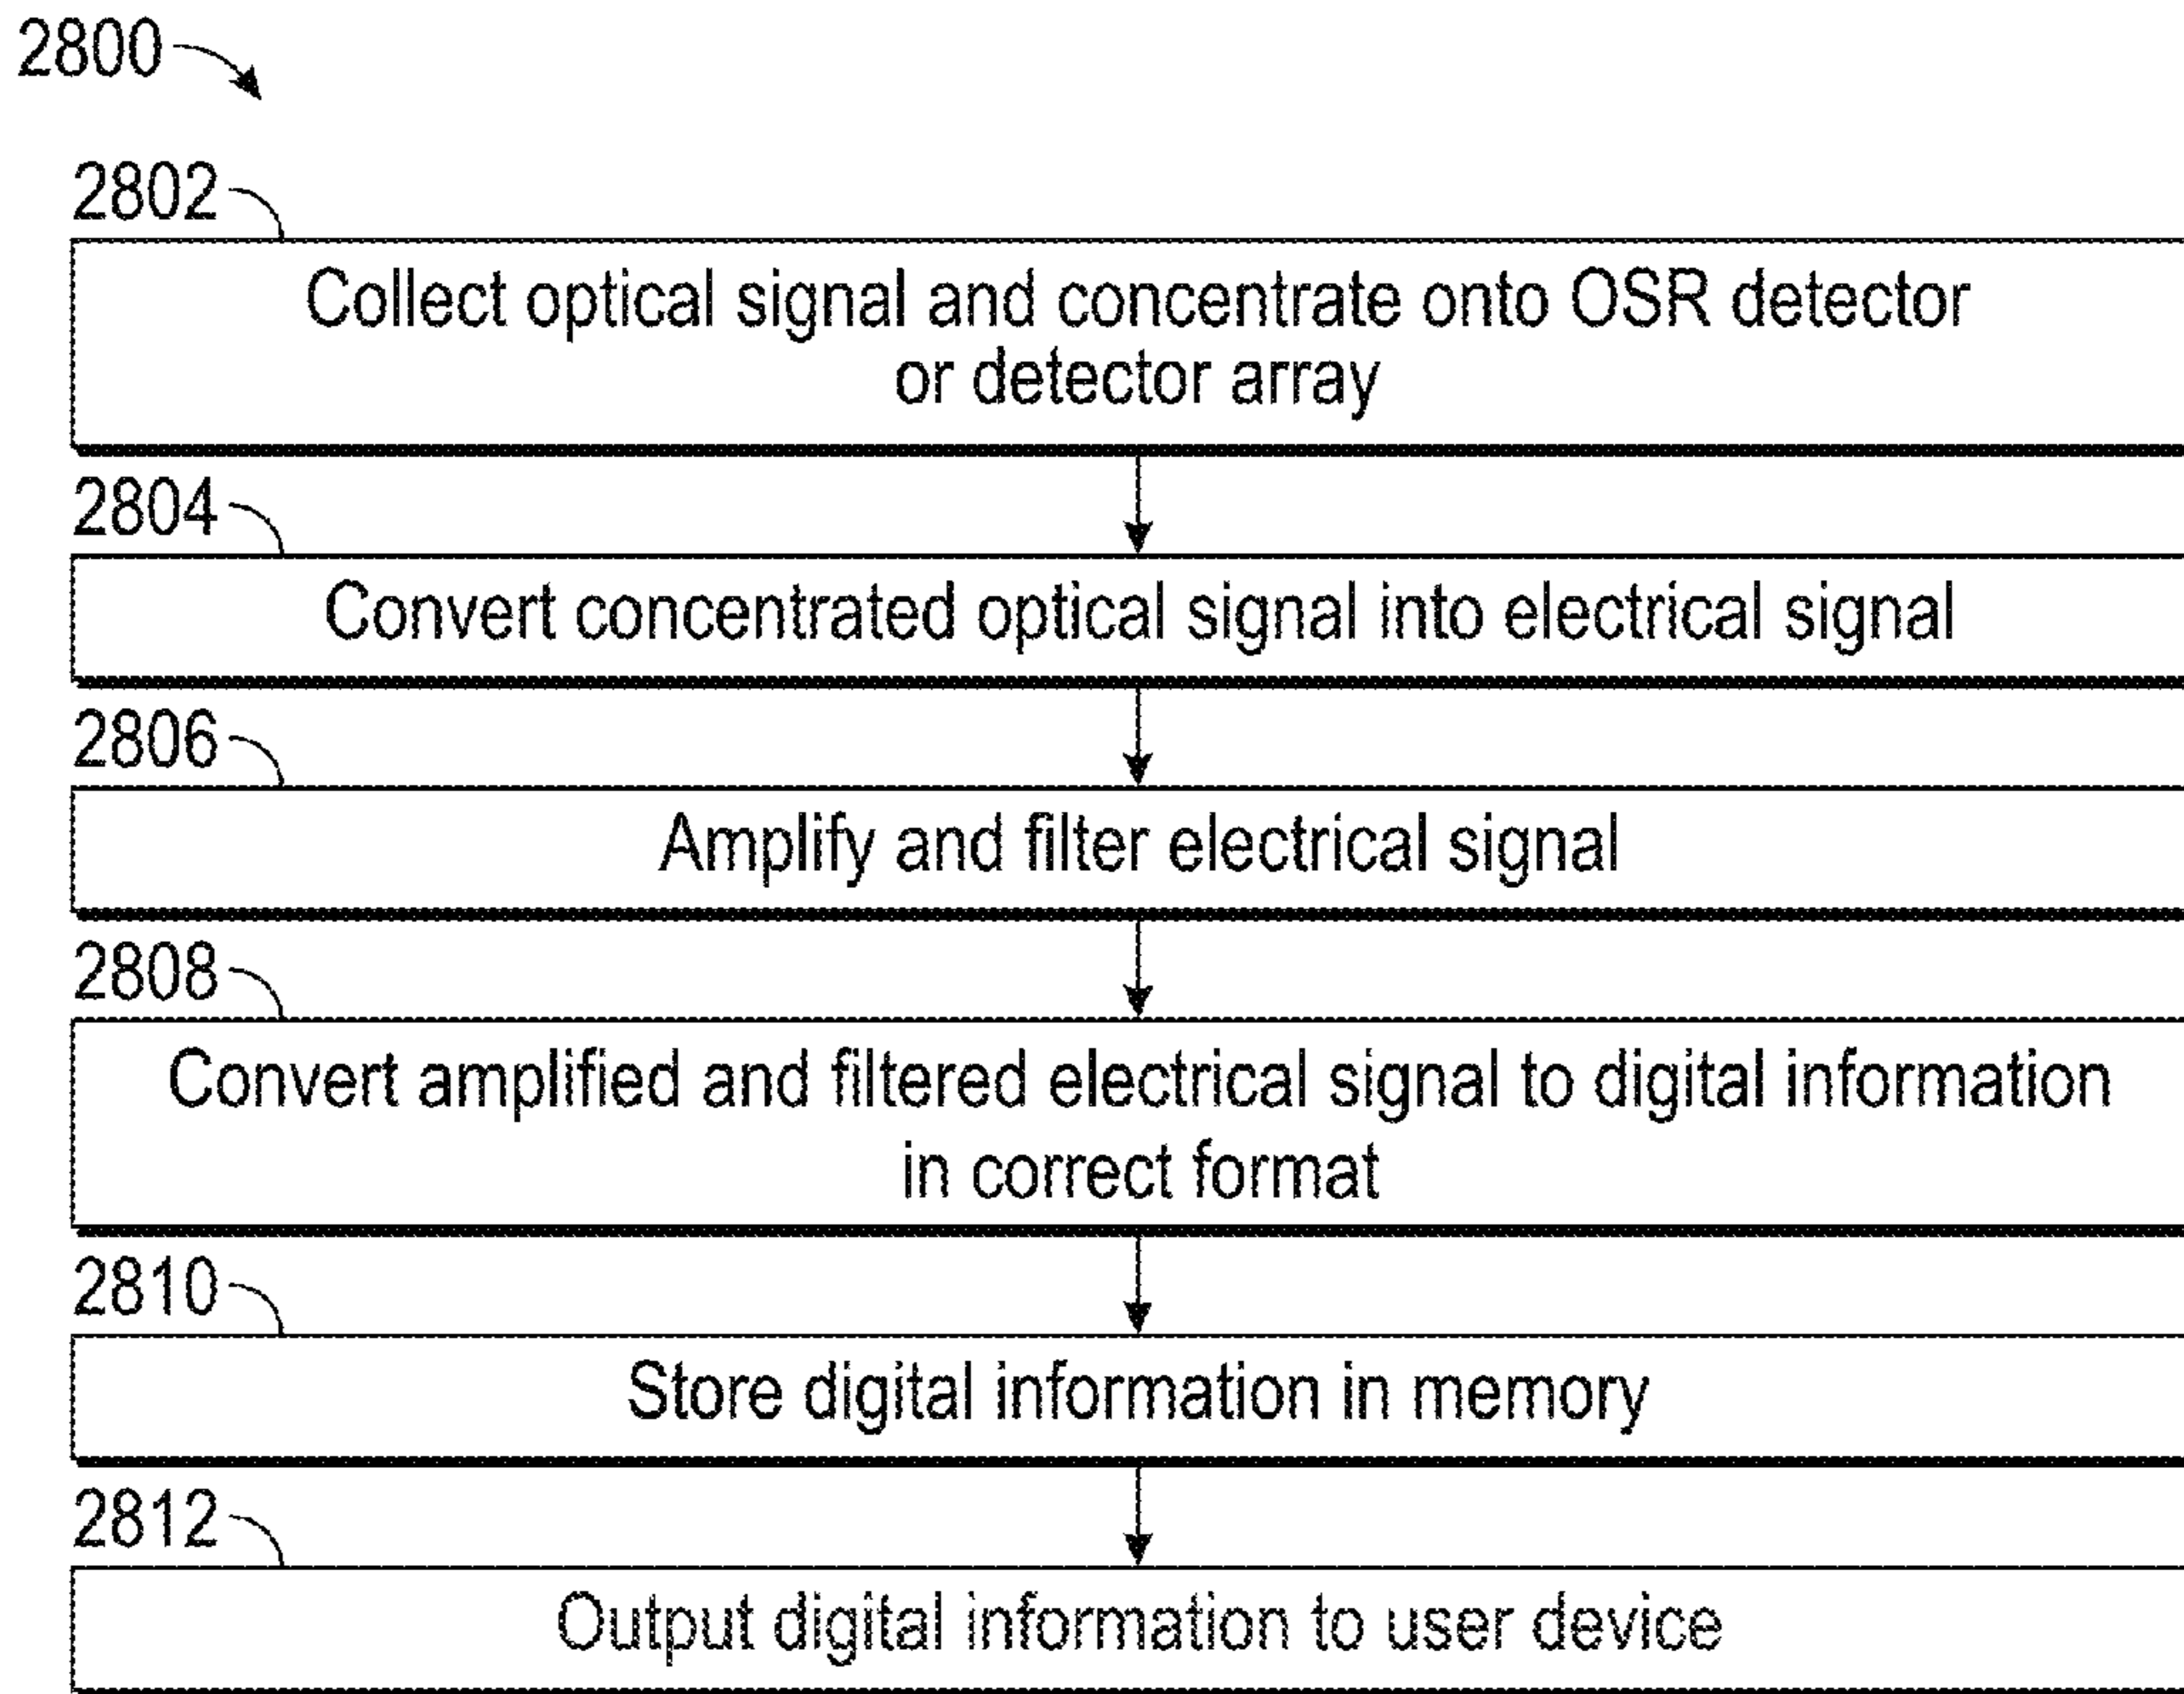 2800
2802
Collect optical signal and concentrate onto OSR detector
or detector array
2804
Convert concentrated optical signal into electrical signal
2806
Amplify and filter electrical signal
2808
Convert amplified and filtered electrical signal to digital information
in correct format
2810
Store digital information in memory
2812
Output digital information to user device